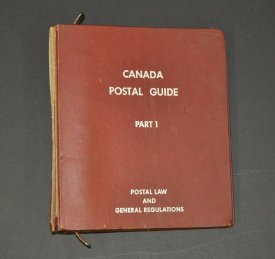 CANADA
POSTAL GUIDE
PART 1
POSTAL LAW
AND
GENERAL REGULATIONS